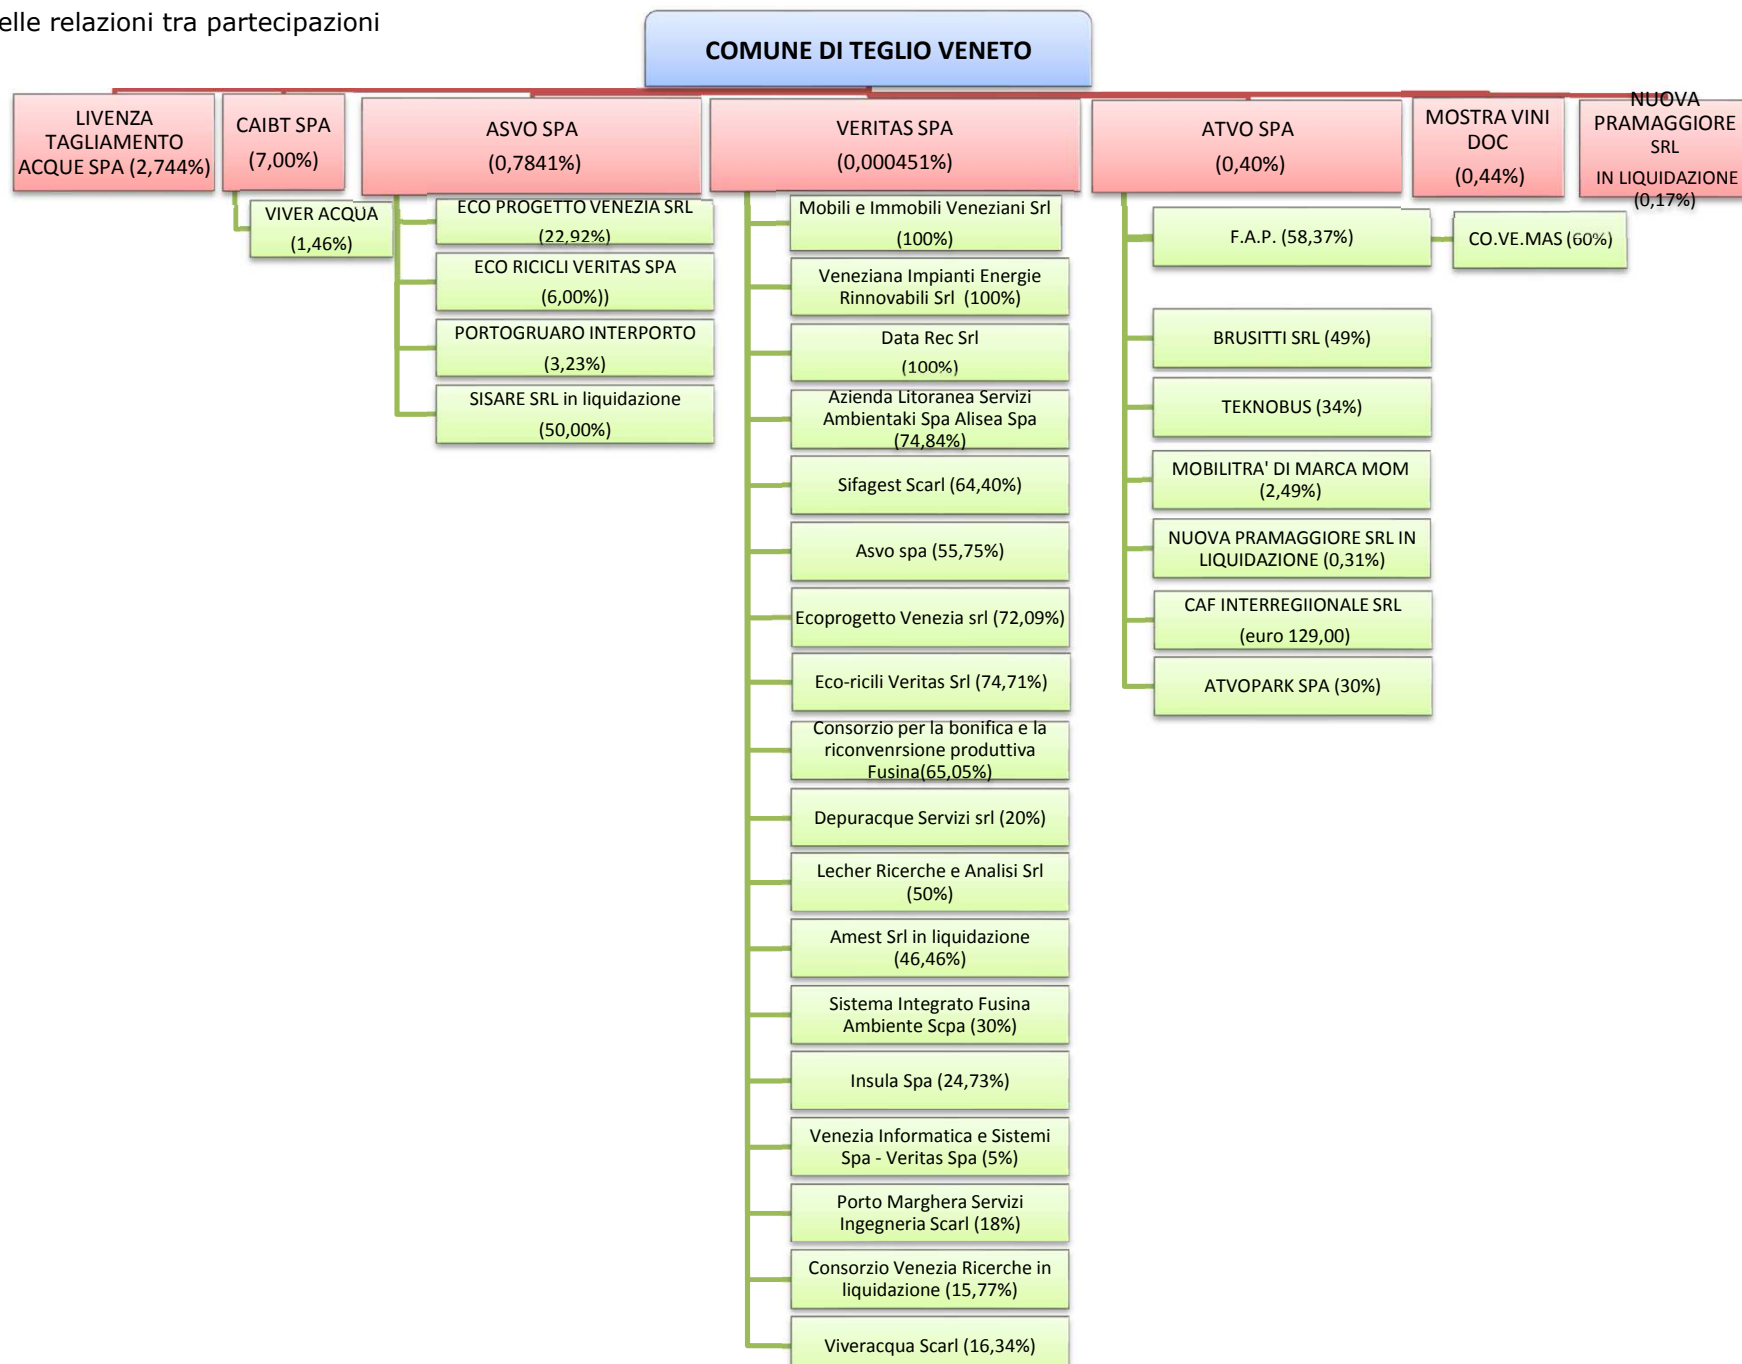 elle relazioni tra partecipazioni
COMUNE DI TEGLIO VENETO
LIVENZA
TAGLIAMENTO
ACQUE SPA (2,744%)
CAIBT SPA
(7,00%)
VIVER ACQUA
(1,46%)
ASVO SPA
(0,7841%)
ECO PROGETTO VENEZIA SRL
(22,92%)
ECO RICICLI VERITAS SPA
(6,00%))
PORTOGRUARO INTERPORTO
(3,23%)
SISARE SRL in liquidazione
(50,00%)
VERITAS SPA
(0,000451%)
Mobili e Immobili Veneziani Srl
(100%)
Veneziana Impianti Energie
Rinnovabili Srl (100%)
Data Rec Srl
(100%)
Azienda Litoranea Servizi
Ambientaki Spa Alisea Spa
(74,84%)
Sifagest Scarl (64,40%)
Asvo spa (55,75%)
Ecoprogetto Venezia srl (72,09%)
Eco-ricili Veritas Srl (74,71%)
Consorzio per la bonifica e la
riconvenrsione produttiva
Fusina(65,05%)
Depuracque Servizi srl (20%)
Lecher Ricerche e Analisi Srl
(50%)
Amest Srl in liquidazione
(46,46%)
Sistema Integrato Fusina
Ambiente Scpa (30%)
Insula Spa (24,73%)
Venezia Informatica e Sistemi
Spa - Veritas Spa (5%)
Porto Marghera Servizi
Ingegneria Scarl (18%)
Consorzio Venezia Ricerche in
liquidazione (15,77%)
Viveracqua Scarl (16,34%)
ATVO SPA
(0,40%)
F.A.P. (58,37%)
CO.VE.MAS (60%)
BRUSITTI SRL (49%)
TEKNOBUS (34%)
MOBILITRA' DI MARCA MOM
(2,49%)
NUOVA PRAMAGGIORE SRL IN
LIQUIDAZIONE (0,31%)
CAF INTERREGIIONALE SRL
(euro 129,00)
ATVOPARK SPA (30%)
MOSTRA VINI
DOC
(0,44%)
NUOVA
PRAMAGGIORE
SRL
IN LIQUIDAZIONE
(0,17%)